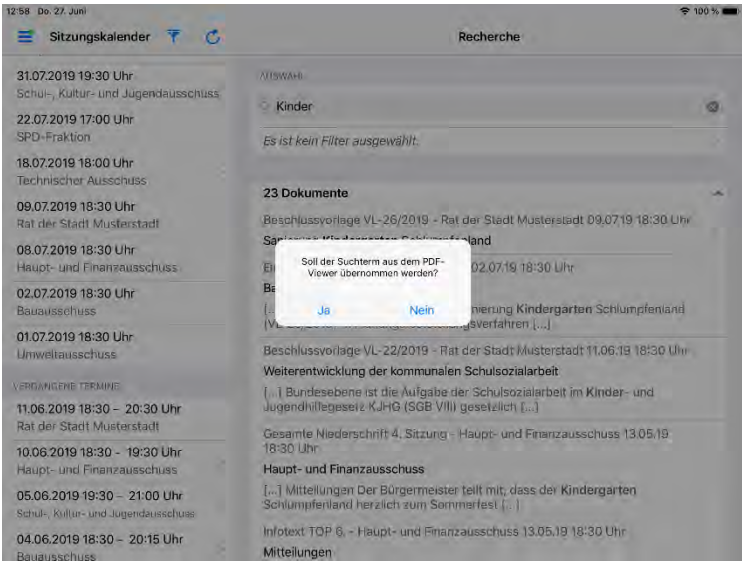 12:58 Do. 27. Juni
100 %
Sitzungskalender
Recherche
31.07.2019 19:30 Uhr
Schul-, Kultur- und Jugendausschuss
22.07.2019 17:00 Uhr
SPD-Fraktion
18.07.2019 18:00 Uhr
Technischer Ausschuss
09.07.2019 18:30 Uhr
Rat der Stadt Musterstadt
08.07.2019 18:30 Uhr
Haupt- und Finanzausschuss
02.07.2019 18:30 Uhr
Bauausschuss
01.07.2019 18:30 Uhr
Umweltausschuss
VERGANGENE TERMINE
11.06.2019 18:30 – 20:30 Uhr
Rat der Stadt Musterstadt
10.06.2019 18:30 – 19:30 Uhr
Haupt- und Finanzausschuss
05.06.2019 19:30 – 21:00 Uhr
Schul-, Kultur- und Jugendausschuss
04.06.2019 18:30 – 20:15 Uhr
Bauausschuss
AUSWAHL
Kinder
Es ist kein Filter ausgewählt.
23 Dokumente
Beschlussvorlage VL-26/2019 - Rat der Stadt Musterstadt 09.07.19 18:30 Uhr
Soll der Suchterm aus dem PDF-
Viewer übernommen werden?
Ja
Nein
02.07.19 18:30 Uhr
Kindergarten Schlumpfenland
Beschlussvorlage VL-22/2019 - Rat der Stadt Musterstadt 11.06.19 18:30 Uhr
Weiterentwicklung der kommunalen Schulsozialarbeit
[...] Bundesebene ist die Aufgabe der Schulsozialarbeit im Kinder- und
Jugendhilfegesetz KJHG (SGB VIII) gesetzlich [...]
Gesamte Niederschrift 4. Sitzung - Haupt- und Finanzausschuss 13.05.19
18:30 Uhr
Haupt- und Finanzausschuss
[...] Mitteilungen Der Bürgermeister teilt mit, dass der Kindergarten
Schlumpfenland herzlich zum Sommerfest [...]
Infotext TOP 6. - Haupt- und Finanzausschuss 13.05.19 18:30 Uhr
Mitteilungen